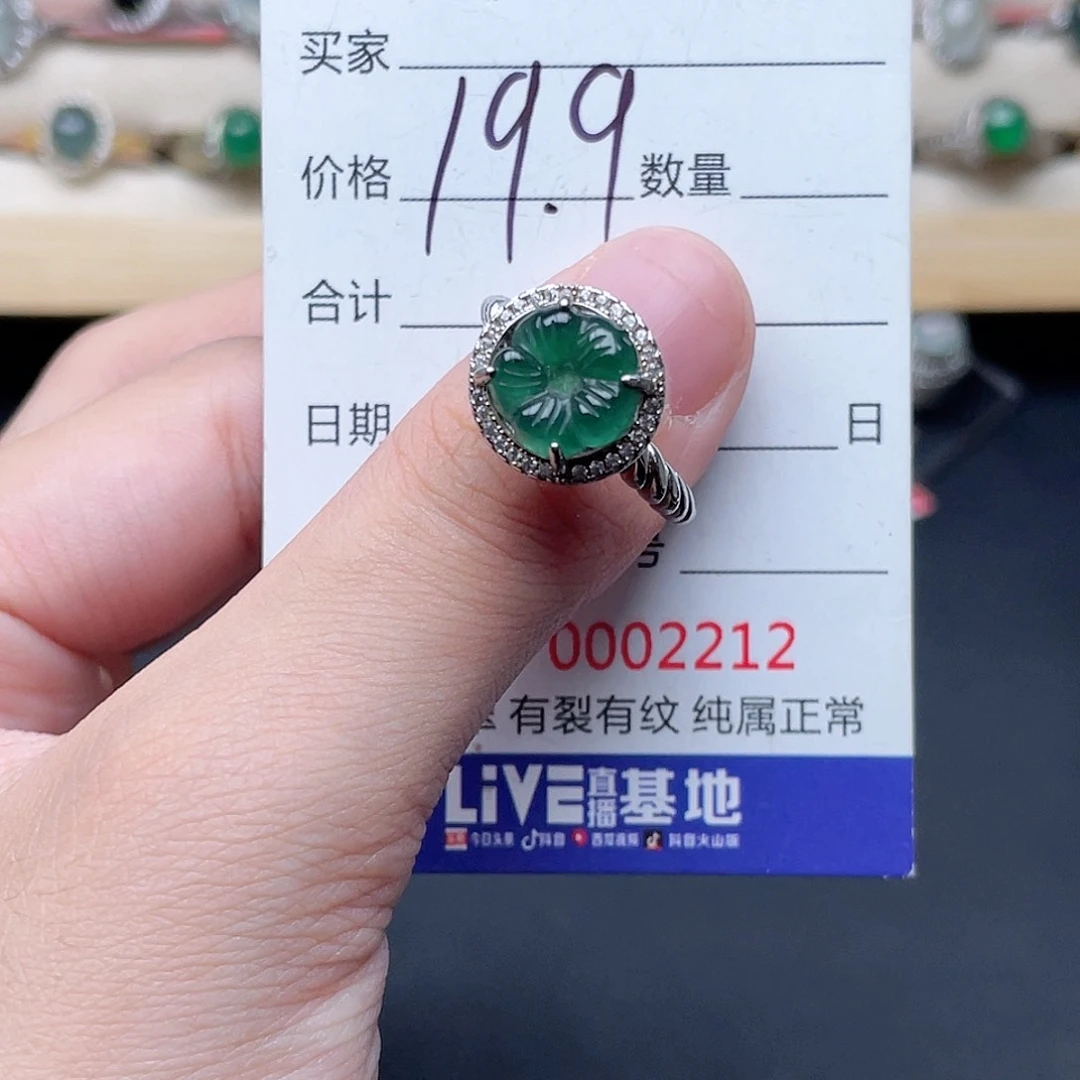 买家
价格 19.9 数量
合计
日期 日
号
0002212
有裂有纹 纯属正常
LiVE直播基地
今日头条 抖音 西瓜视频 抖音火山版